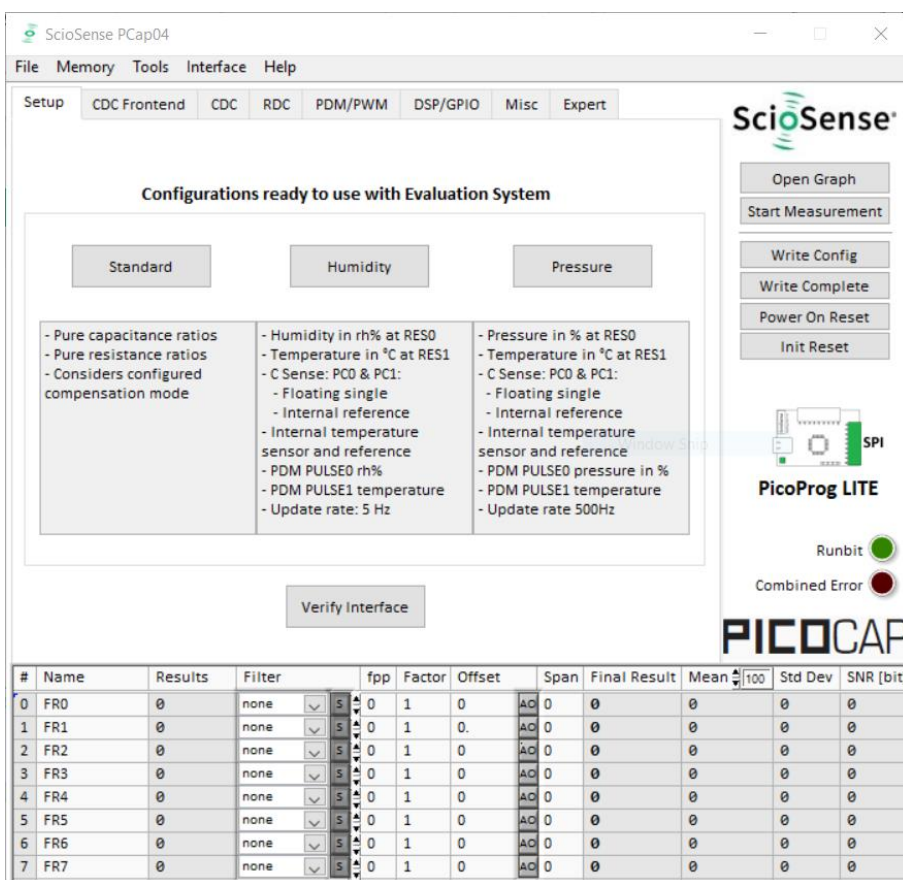 ScioSense PCap04
File Memory Tools Interface Help
Setup CDC Frontend CDC RDC PDM/PWM DSP/GPIO Misc Expert
ScioSense
Configurations ready to use with Evaluation System
Standard Humidity Pressure
- Pure capacitance ratios
- Pure resistance ratios
- Considers configured
compensation mode
- Humidity in rh% at RES0
- Temperature in °C at RES1
- C Sense: PC0 & PC1:
- Floating single
- Internal reference
- Internal temperature
sensor and reference
- PDM PULSE0 rh%
- PDM PULSE1 temperature
- Update rate: 5 Hz
- Pressure in % at RES0
- Temperature in °C at RES1
- C Sense: PC0 & PC1:
- Floating single
- Internal reference
- Internal temperature
sensor and reference
- PDM PULSE0 pressure in %
- PDM PULSE1 temperature
- Update rate 500Hz
Window Snip
Verify Interface
Open Graph
Start Measurement
Write Config
Write Complete
Power On Reset
Init Reset
SPI
PicoProg LITE
Runbit
Combined Error
PICOCAP
# Name Results Filter fpp Factor Offset Span Final Result Mean 100 Std Dev SNR [bit
0 FR0 0 none S 0 1 0 AO 0 0 0 0 0
1 FR1 0 none S 0 1 0. AO 0 0 0 0 0
2 FR2 0 none S 0 1 0 AO 0 0 0 0 0
3 FR3 0 none S 0 1 0 AO 0 0 0 0 0
4 FR4 0 none S 0 1 0 AO 0 0 0 0 0
5 FR5 0 none S 0 1 0 AO 0 0 0 0 0
6 FR6 0 none S 0 1 0 AO 0 0 0 0 0
7 FR7 0 none S 0 1 0 AO 0 0 0 0 0